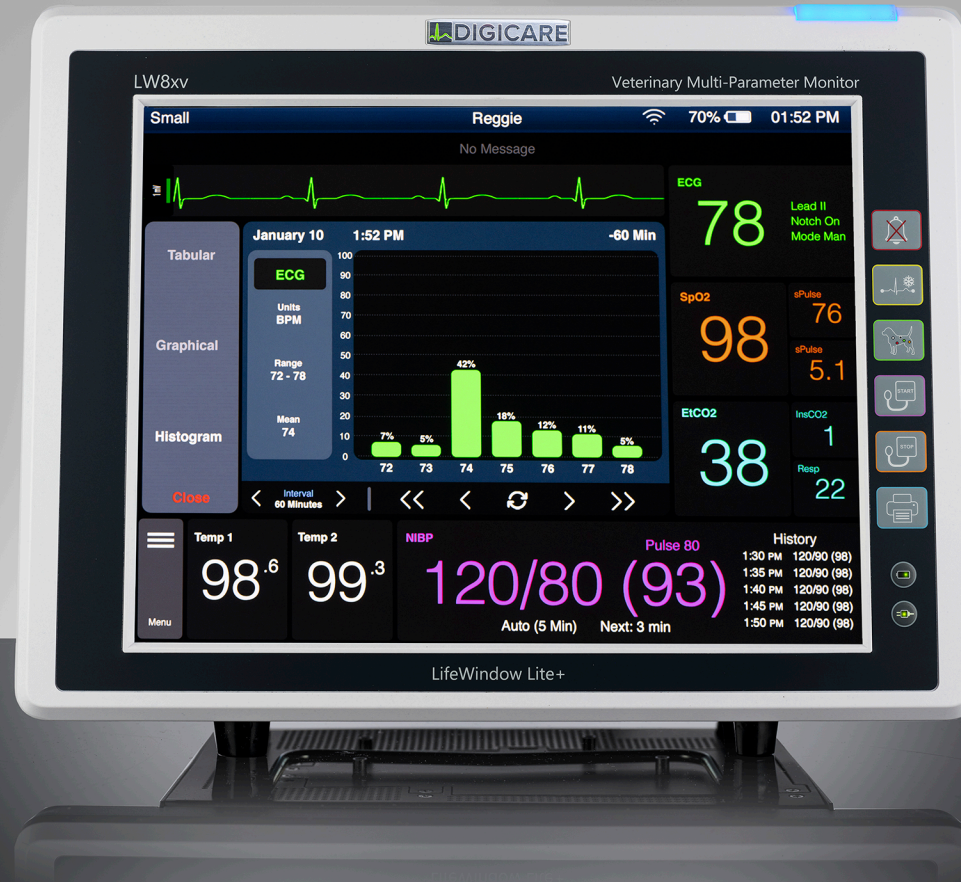 DIGICARE
LW8xv
Veterinary Multi-Parameter Monitor
Small
Reggie
70%
01:52 PM
No Message
1mV
ECG
78
Lead II
Notch On
Mode Man
Tabular
Graphical
Histogram
Close
January 10
1:52 PM
-60 Min
ECG
Units
BPM
Range
72 - 78
Mean
74
100
90
80
70
60
50
40
30
20
10
0
7%
5%
42%
18%
12%
11%
5%
72 73 74 75 76 77 78
< Interval >
60 Minutes
<< < > >>
SpO2
98
sPulse
76
sPulse
5.1
EtCO2
38
InsCO2
1
Resp
22
Menu
Temp 1
98.6
Temp 2
99.3
NIBP
Pulse 80
120/80 (93)
Auto (5 Min) Next: 3 min
History
1:30 PM 120/90 (98)
1:35 PM 120/90 (98)
1:40 PM 120/90 (98)
1:45 PM 120/90 (98)
1:50 PM 120/90 (98)
START
STOP
LifeWindow Lite+